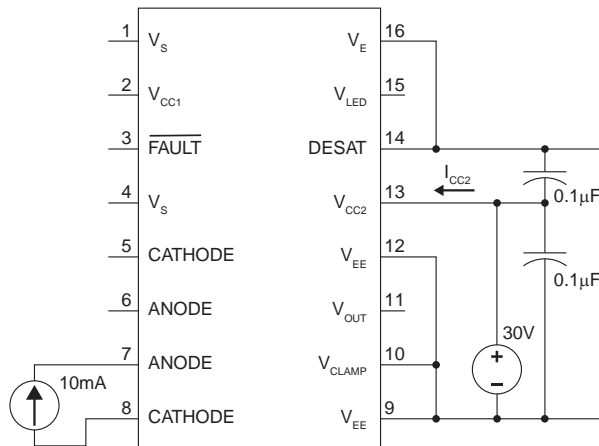 1 V_S V_E 16
2 V_CC1 V_LED 15
3 FAULT DESAT 14
I_CC2
0.1µF
4 V_S V_CC2 13
5 CATHODE V_EE 12
0.1µF
6 ANODE V_OUT 11
30V
7 ANODE V_CLAMP 10
10mA
8 CATHODE V_EE 9